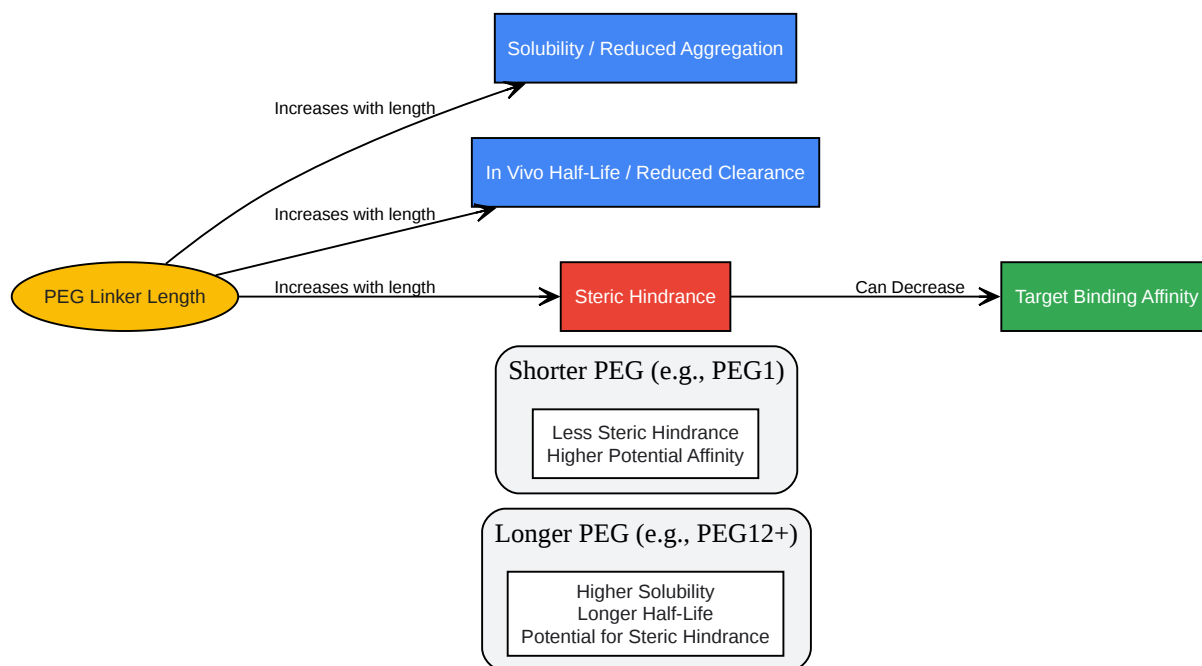 Solubility / Reduced Aggregation
Increases with length
In Vivo Half-Life / Reduced Clearance
Increases with length
PEG Linker Length
Increases with length
Steric Hindrance
Can Decrease
Target Binding Affinity
Shorter PEG (e.g., PEG1)
Less Steric Hindrance
Higher Potential Affinity
Longer PEG (e.g., PEG12+)
Higher Solubility
Longer Half-Life
Potential for Steric Hindrance